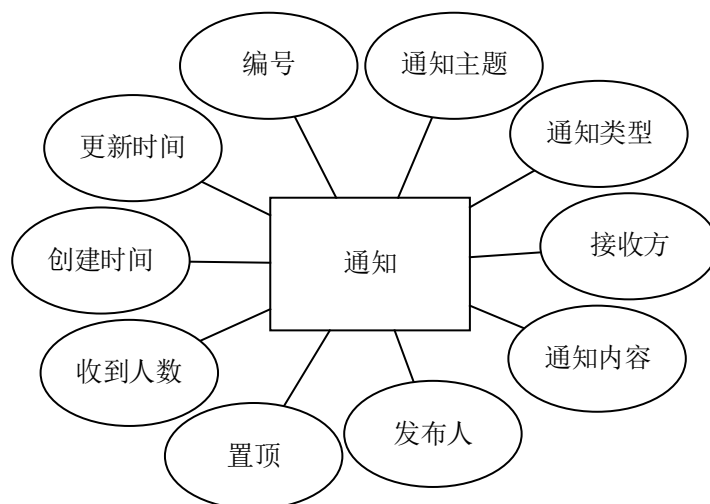 编号
通知主题
更新时间
通知类型
创建时间
通知
接收方
收到人数
通知内容
置顶
发布人